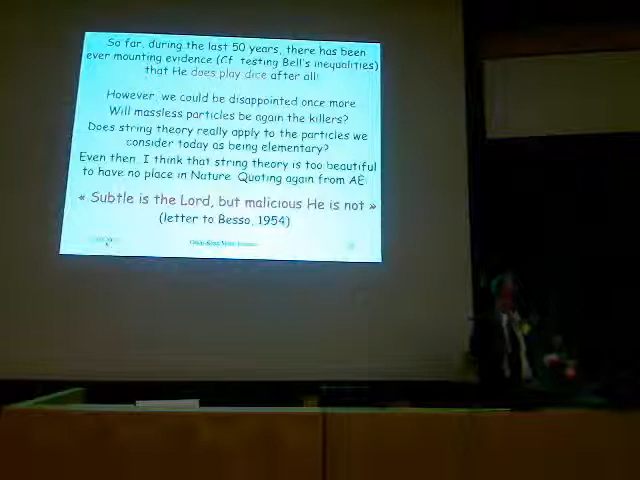 So far, during the last 50 years, there has been
ever mounting evidence (Cf. testing Bell's inequalities)
that He does play dice after all!
However, we could be disappointed once more
Will massless particles be again the killers?
Does string theory really apply to the particles we
consider today as being elementary?
Even then, I think that string theory is too beautiful
to have no place in Nature. Quoting again from AE:
« Subtle is the Lord, but malicious He is not »
(letter to Besso, 1954)